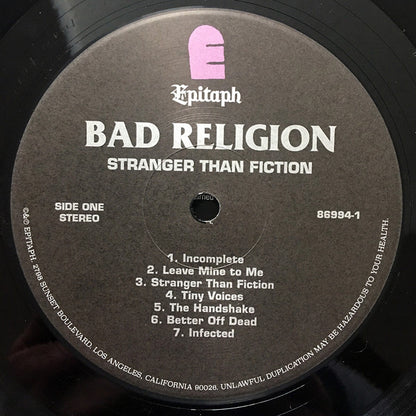 E
Epitaph
BAD RELIGION
STRANGER THAN FICTION
SIDE ONE
STEREO
86994-1
1. Incomplete
2. Leave Mine to Me
3. Stranger Than Fiction
4. Tiny Voices
5. The Handshake
6. Better Off Dead
7. Infected
©&℗ EPITAPH. 2798 SUNSET BOULEVARD, LOS ANGELES, CALIFORNIA 90026. UNLAWFUL DUPLICATION MAY BE HAZARDOUS TO YOUR HEALTH.